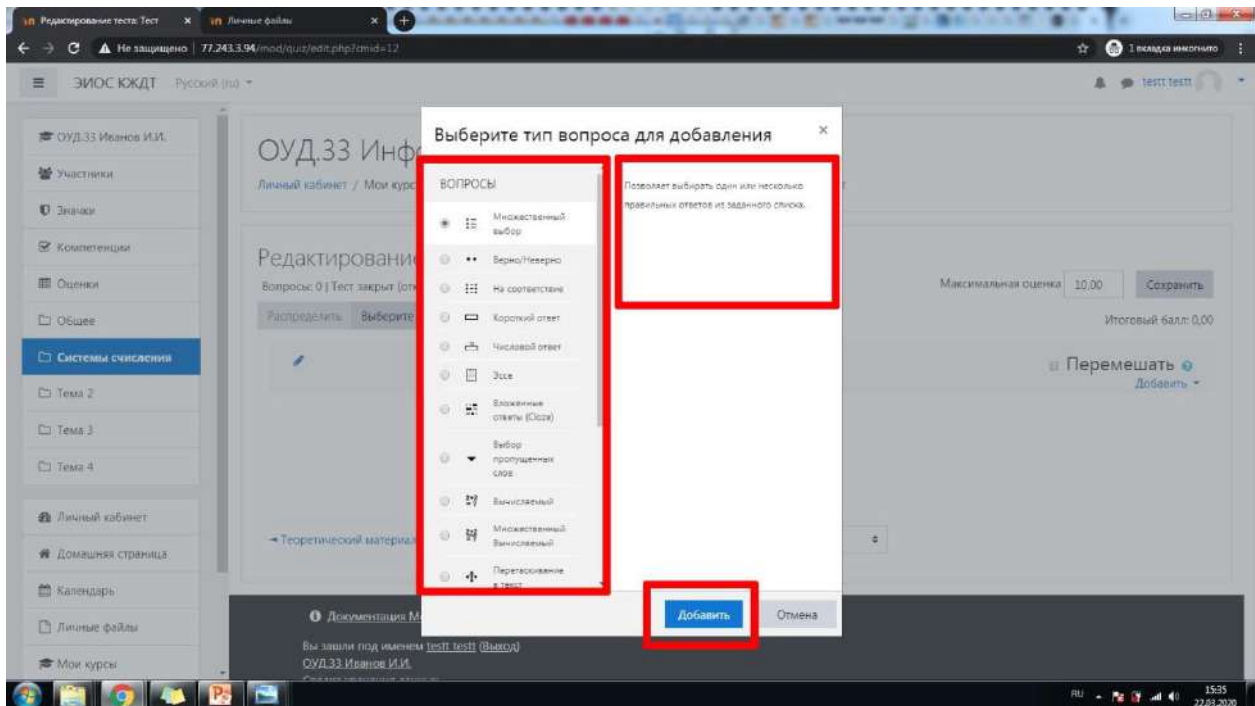 Редактирование теста: Тест
Личные файлы
Не защищено
77.243.3.94/mod/quiz/edit.php?cmid=12
1 вкладка инкогнито
ЭИОС КЖДТ
Русский (ru)
testt testt
ОУД.33 Иванов И.И.
Участники
Значки
Компетенции
Оценки
Общее
Системы счисления
Тема 2
Тема 3
Тема 4
Личный кабинет
Домашняя страница
Календарь
Личные файлы
Мои курсы
ОУД.33 Инфо
Личный кабинет / Мои курс
Редактировани
Вопросы: 0 | Тест закрыт (отк
Распределить
Выберите
Максимальная оценка
10,00
Сохранить
Итоговый балл: 0,00
Перемешать
Добавить
Выберите тип вопроса для добавления
×
ВОПРОСЫ
Множественный
выбор
Верно/Неверно
На соответствие
Короткий ответ
Числовой ответ
Эссе
Вложенные
ответы (Cloze)
Выбор
пропущенных
слов
Вычисляемый
Множественный
Вычисляемый
Перетаскивание
в текст
Позволяет выбирать один или несколько
правильных ответов из заданного списка.
Добавить
Отмена
◄ Теоретический материал
Документация M
Вы зашли под именем testt testt (Выход)
ОУД.33 Иванов И.И.
RU
15:35
22.03.2020